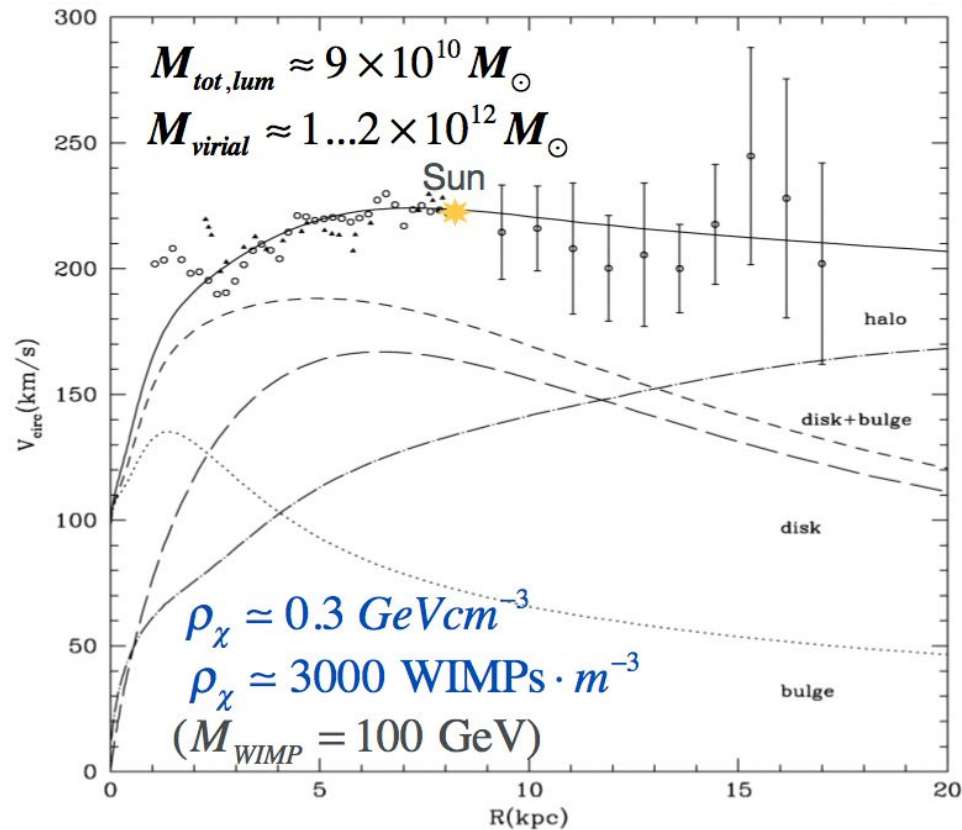 300
250
200
150
100
50
0
V_circ(km/s)
M_tot,lum ≈ 9 × 10^10 M_⊙
M_virial ≈ 1...2 × 10^12 M_⊙
Sun
halo
disk+bulge
disk
bulge
ρ_χ ≃ 0.3 GeVcm^-3
ρ_χ ≃ 3000 WIMPs · m^-3
(M_WIMP = 100 GeV)
0 5 10 15 20
R(kpc)